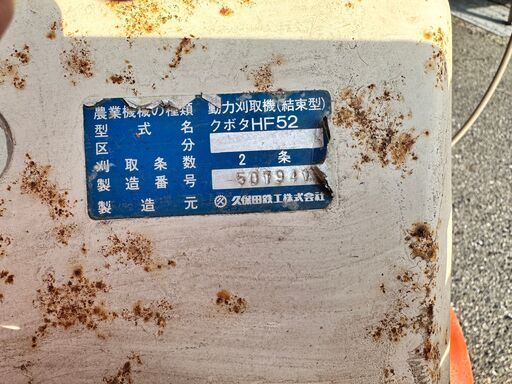 農業機械の種類 動力刈取機(結束型)
型式名 クボタHF52
区分
刈取条数 2条
製造番号
製造元 久保田鉄工株式会社